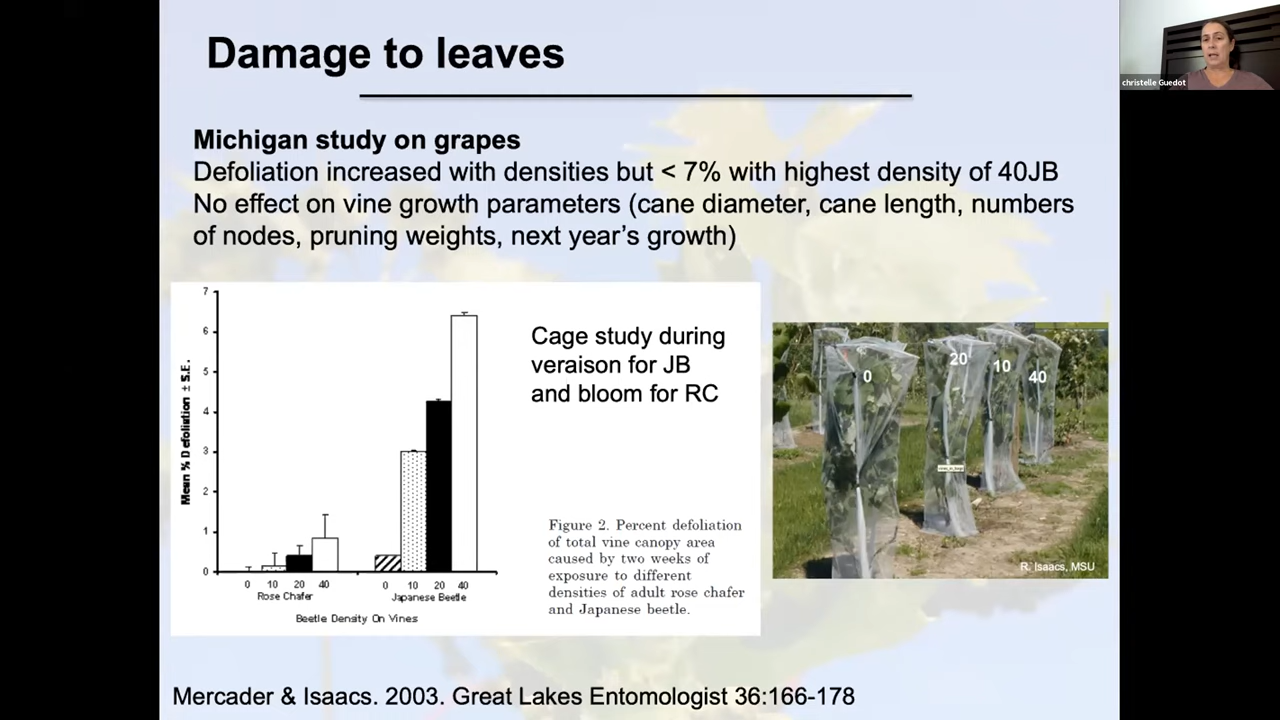 Damage to leaves
christelle Guedot
Michigan study on grapes
Defoliation increased with densities but < 7% with highest density of 40JB
No effect on vine growth parameters (cane diameter, cane length, numbers
of nodes, pruning weights, next year's growth)
7
6
5
4
3
2
1
0
Mean % Defoliation ± S.E.
0 10 20 40 0 10 20 40
Rose Chafer Japanese Beetle
Beetle Density On Vines
Cage study during
veraison for JB
and bloom for RC
Figure 2. Percent defoliation
of total vine canopy area
caused by two weeks of
exposure to different
densities of adult rose chafer
and Japanese beetle.
0 20 10 40
R. Isaacs, MSU
Mercader & Isaacs. 2003. Great Lakes Entomologist 36:166-178